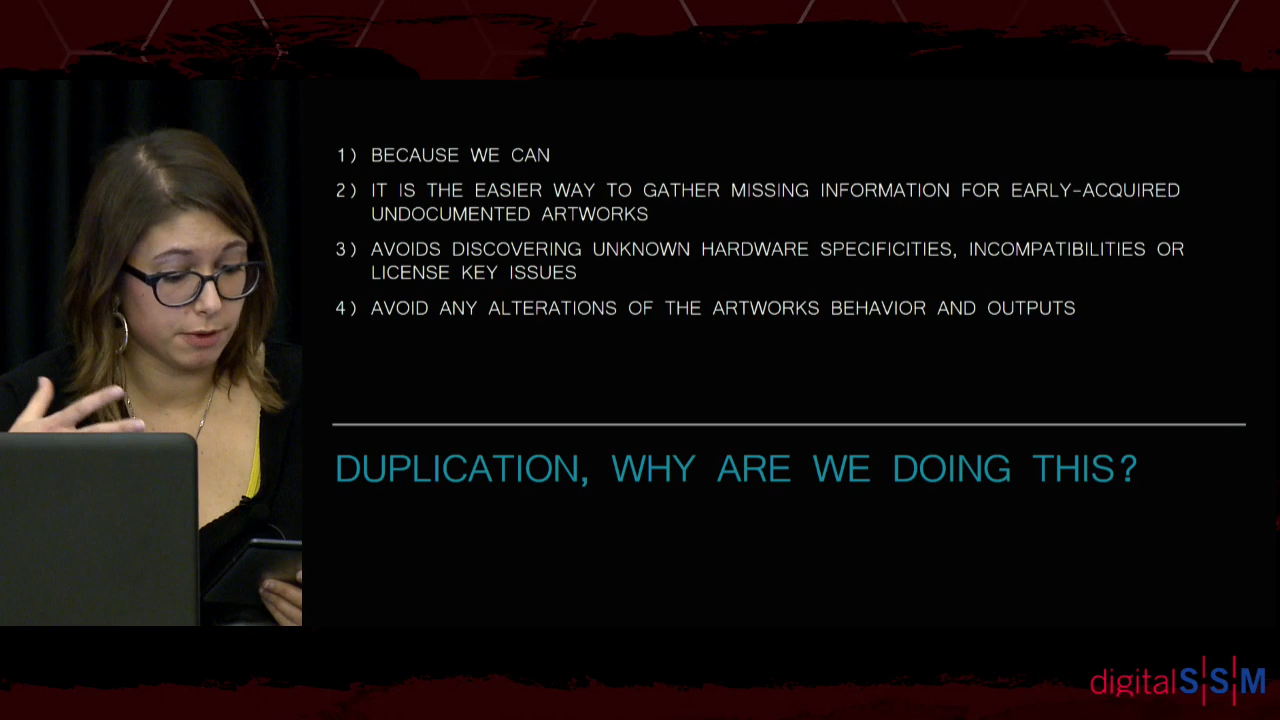 1) BECAUSE WE CAN
2) IT IS THE EASIER WAY TO GATHER MISSING INFORMATION FOR EARLY-ACQUIRED
UNDOCUMENTED ARTWORKS
3) AVOIDS DISCOVERING UNKNOWN HARDWARE SPECIFICITIES, INCOMPATIBILITIES OR
LICENSE KEY ISSUES
4) AVOID ANY ALTERATIONS OF THE ARTWORKS BEHAVIOR AND OUTPUTS
DUPLICATION, WHY ARE WE DOING THIS?
digitalS|S|M